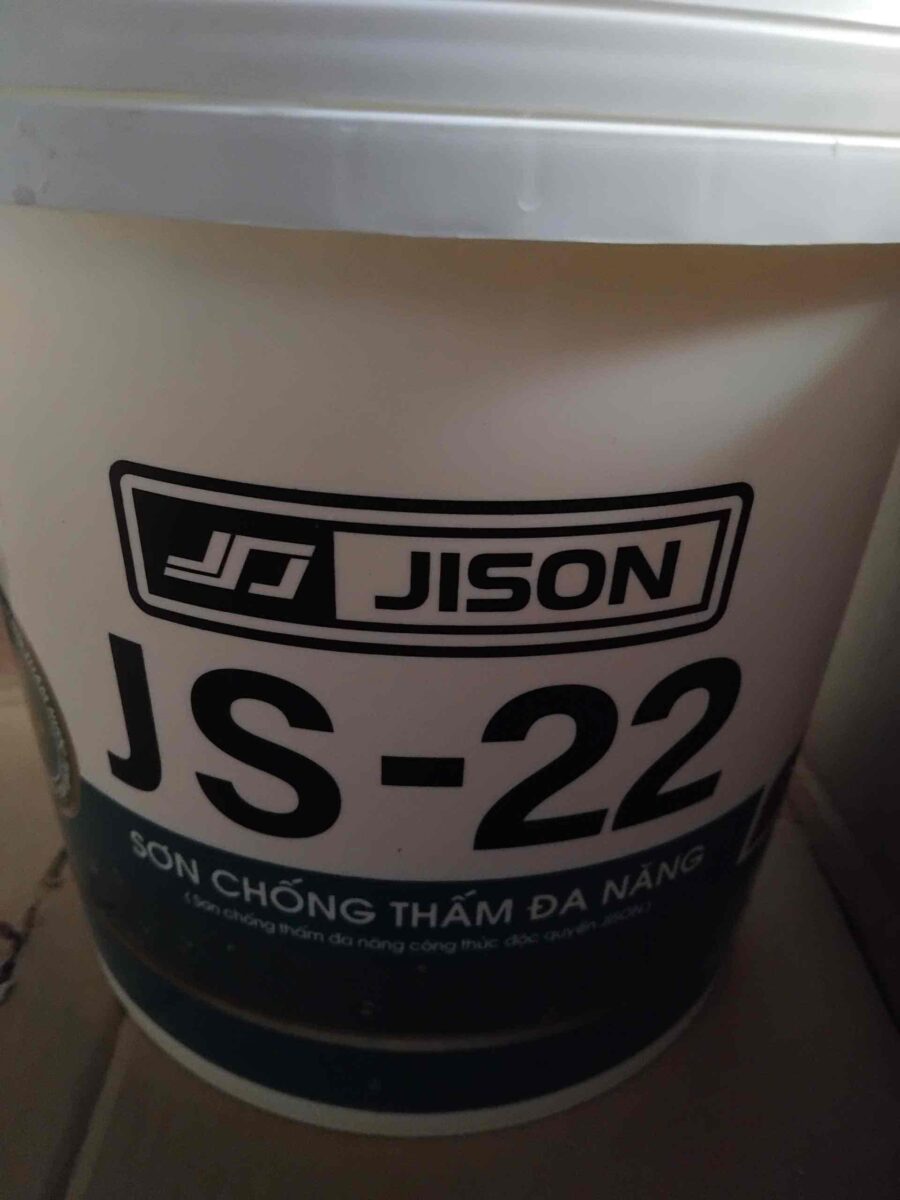 JISON
JS-22
SƠN CHỐNG THẤM ĐA NĂNG
(Sơn chống thấm đa năng công thức độc quyền JISON)